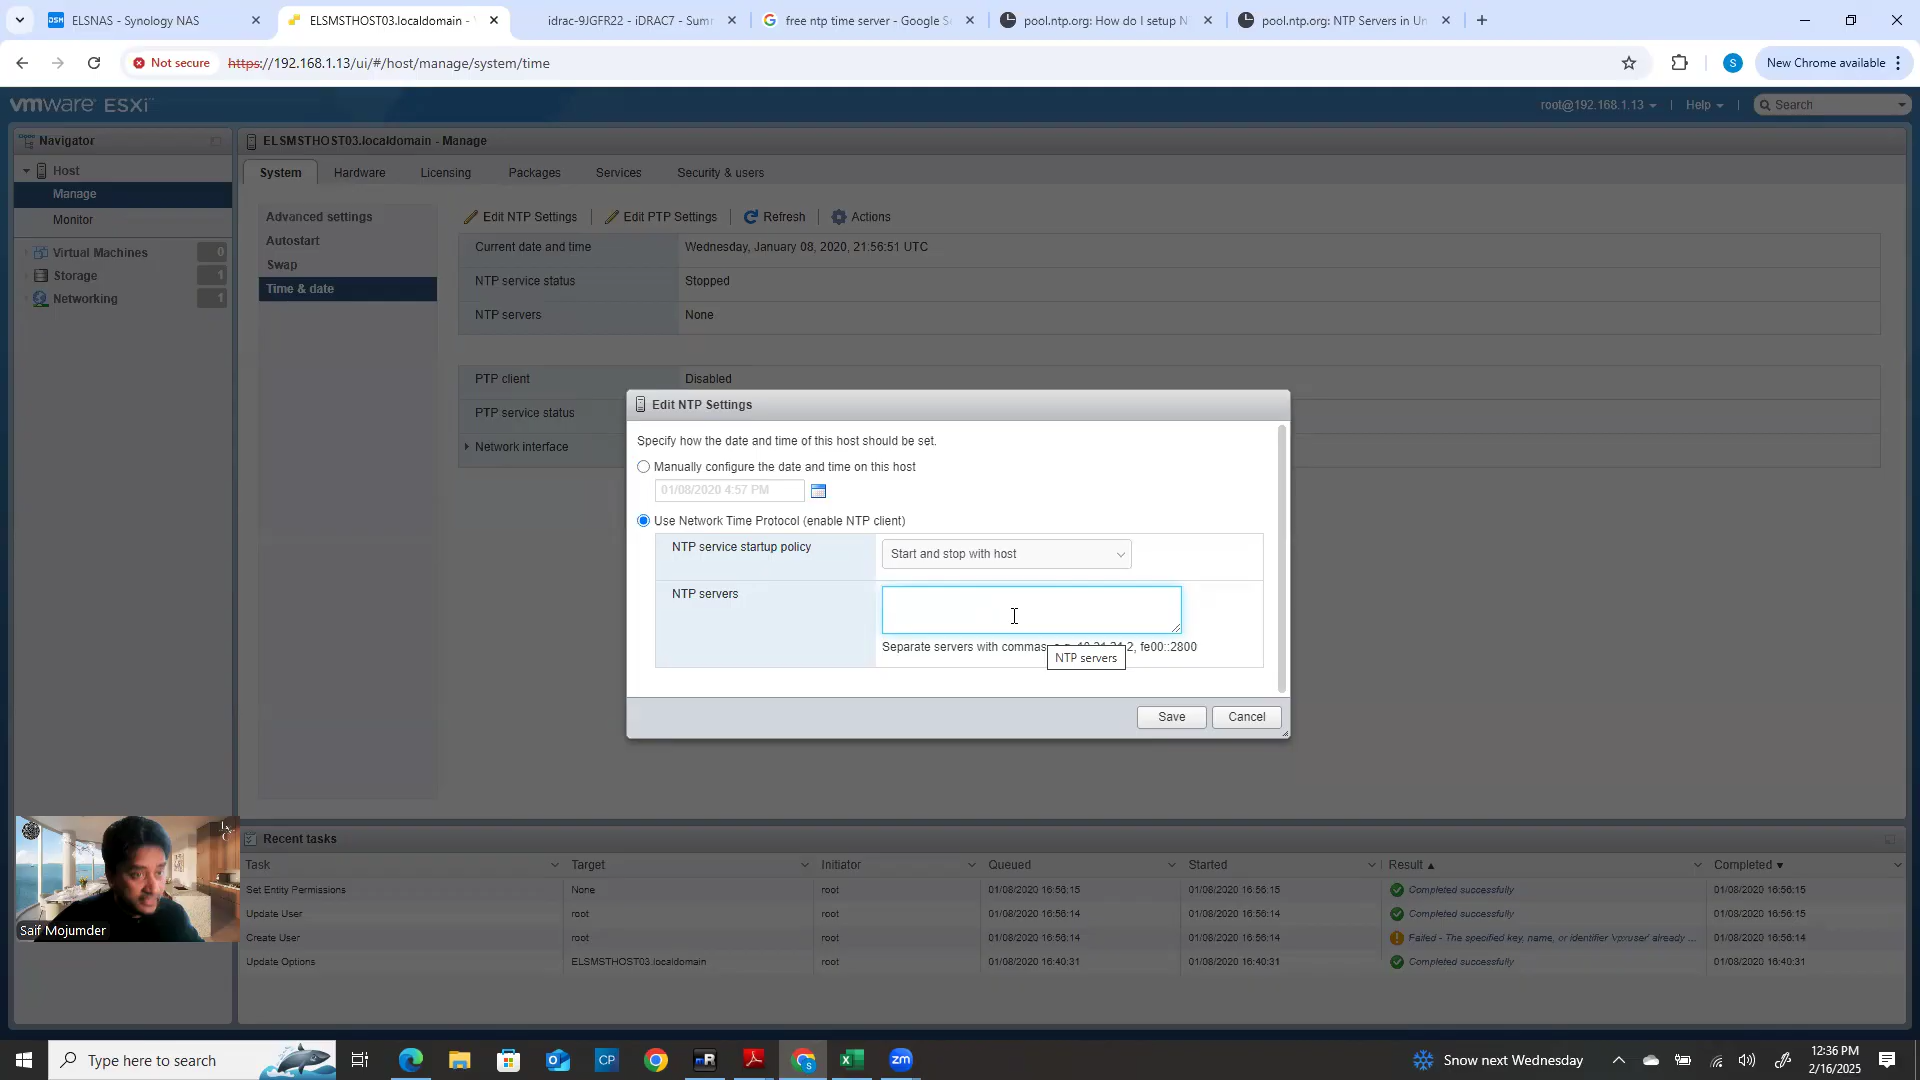 ELSNAS - Synology NAS
ELSMSTHOST03.localdomain -
idrac-9JGFR22 - iDRAC7 - Sum
free ntp time server - Google S
pool.ntp.org: How do I setup N
pool.ntp.org: NTP Servers in Un
Not secure
https://192.168.1.13/ui/#/host/manage/system/time
S
New Chrome available
vmware ESXi
root@192.168.1.13
Help
Search
Navigator
ELSMSTHOST03.localdomain - Manage
Host
Manage
Monitor
Virtual Machines
0
Storage
1
Networking
1
System
Hardware
Licensing
Packages
Services
Security & users
Advanced settings
Autostart
Swap
Time & date
Edit NTP Settings
Edit PTP Settings
Refresh
Actions
Current date and time
Wednesday, January 08, 2020, 21:56:51 UTC
NTP service status
Stopped
NTP servers
None
PTP client
Disabled
PTP service status
Network interface
Edit NTP Settings
Specify how the date and time of this host should be set.
Manually configure the date and time on this host
01/08/2020 4:57 PM
Use Network Time Protocol (enable NTP client)
NTP service startup policy
Start and stop with host
NTP servers
Separate servers with commas, fe00::2800
NTP servers
Save
Cancel
Saif Mojumder
Recent tasks
Task
Target
Initiator
Queued
Started
Result
Completed
Set Entity Permissions
None
root
01/08/2020 16:56:15
01/08/2020 16:56:15
Completed successfully
01/08/2020 16:56:15
Update User
root
root
01/08/2020 16:56:14
01/08/2020 16:56:14
Completed successfully
01/08/2020 16:56:15
Create User
root
root
01/08/2020 16:56:14
01/08/2020 16:56:14
Failed - The specified key, name, or identifier 'vpxuser' already ...
01/08/2020 16:56:14
Update Options
ELSMSTHOST03.localdomain
root
01/08/2020 16:40:31
01/08/2020 16:40:31
Completed successfully
01/08/2020 16:40:31
Type here to search
CP
zm
Snow next Wednesday
12:36 PM
2/16/2025